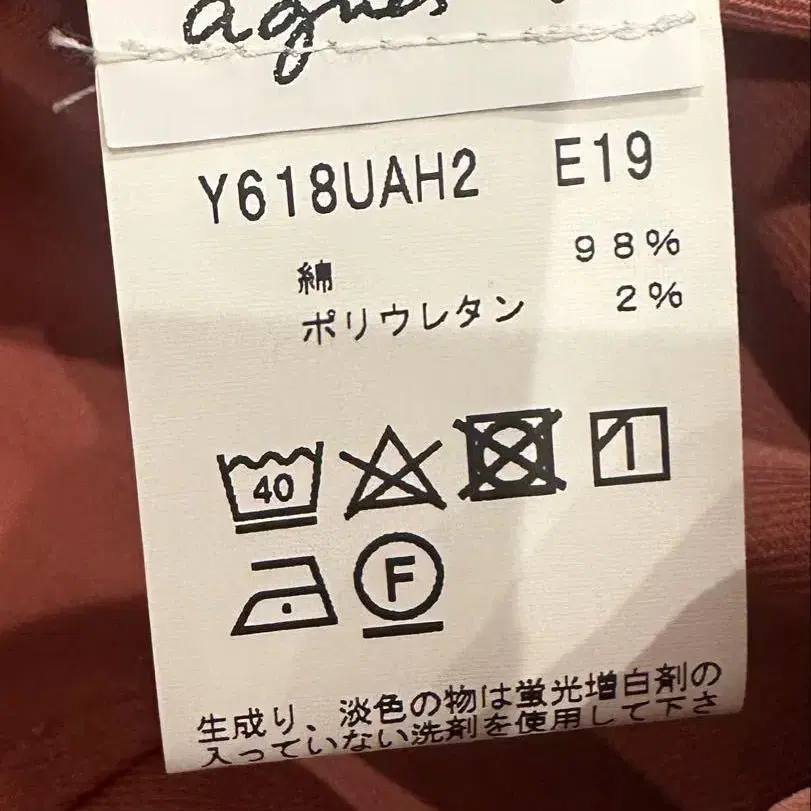 agnès
Y618UAH2 E19
綿 98%
ポリウレタン 2%
40
F
生成り、淡色の物は蛍光増白剤の
入っていない洗剤を使用して下さ